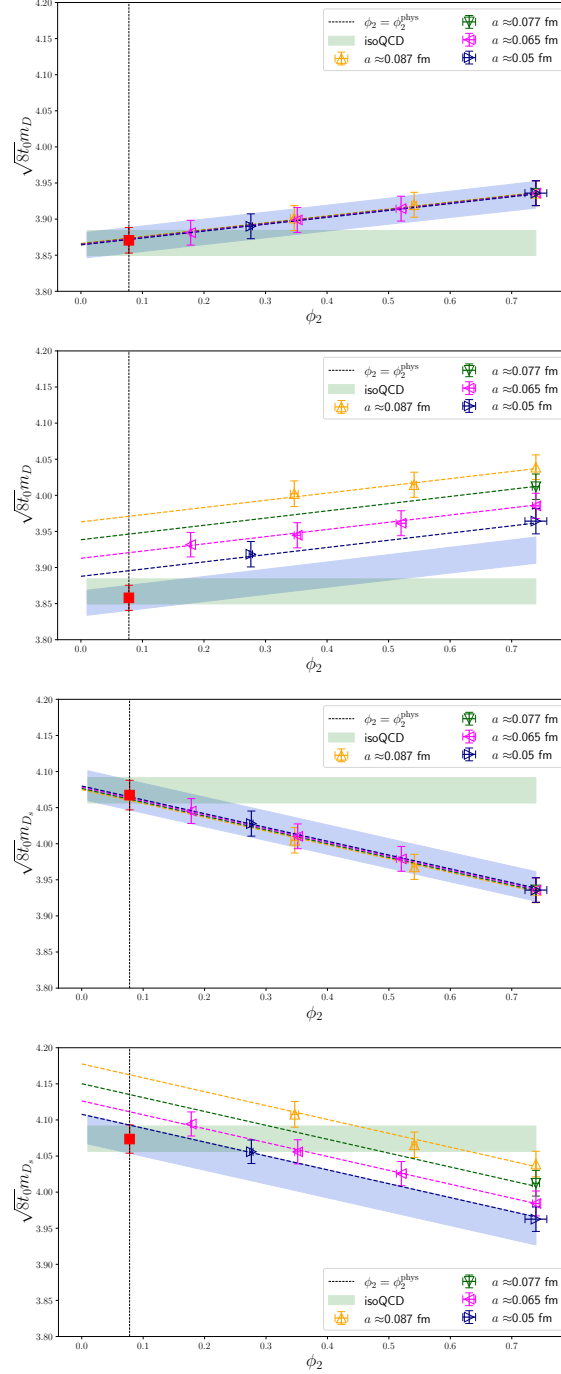 4.20
4.15
4.10
4.05
4.00
3.95
3.90
3.85
3.80
√8t₀m_D
0.0 0.1 0.2 0.3 0.4 0.5 0.6 0.7
ϕ₂
ϕ₂ = ϕ₂^phys
isoQCD
a ≈0.087 fm
a ≈0.077 fm
a ≈0.065 fm
a ≈0.05 fm
4.20
4.15
4.10
4.05
4.00
3.95
3.90
3.85
3.80
√8t₀m_D
0.0 0.1 0.2 0.3 0.4 0.5 0.6 0.7
ϕ₂
ϕ₂ = ϕ₂^phys
isoQCD
a ≈0.087 fm
a ≈0.077 fm
a ≈0.065 fm
a ≈0.05 fm
4.20
4.15
4.10
4.05
4.00
3.95
3.90
3.85
3.80
√8t₀m_{D_s}
0.0 0.1 0.2 0.3 0.4 0.5 0.6 0.7
ϕ₂
ϕ₂ = ϕ₂^phys
isoQCD
a ≈0.087 fm
a ≈0.077 fm
a ≈0.065 fm
a ≈0.05 fm
4.20
4.15
4.10
4.05
4.00
3.95
3.90
3.85
3.80
√8t₀m_{D_s}
0.0 0.1 0.2 0.3 0.4 0.5 0.6 0.7
ϕ₂
ϕ₂ = ϕ₂^phys
isoQCD
a ≈0.087 fm
a ≈0.077 fm
a ≈0.065 fm
a ≈0.05 fm